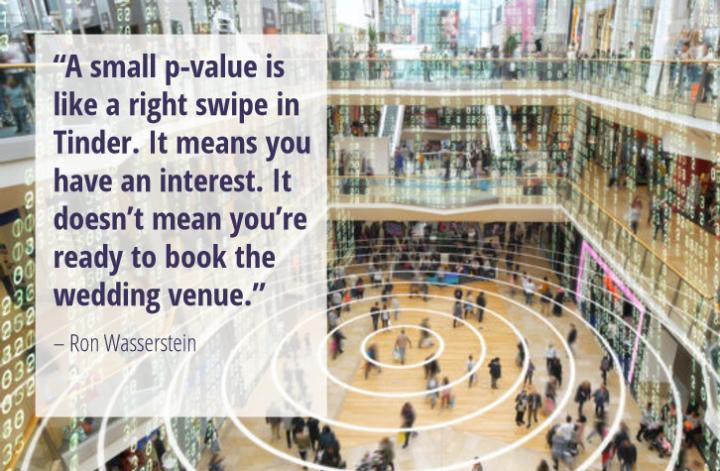 “A small p-value is
like a right swipe in
Tinder. It means you
have an interest. It
doesn’t mean you’re
ready to book the
wedding venue.”
– Ron Wasserstein